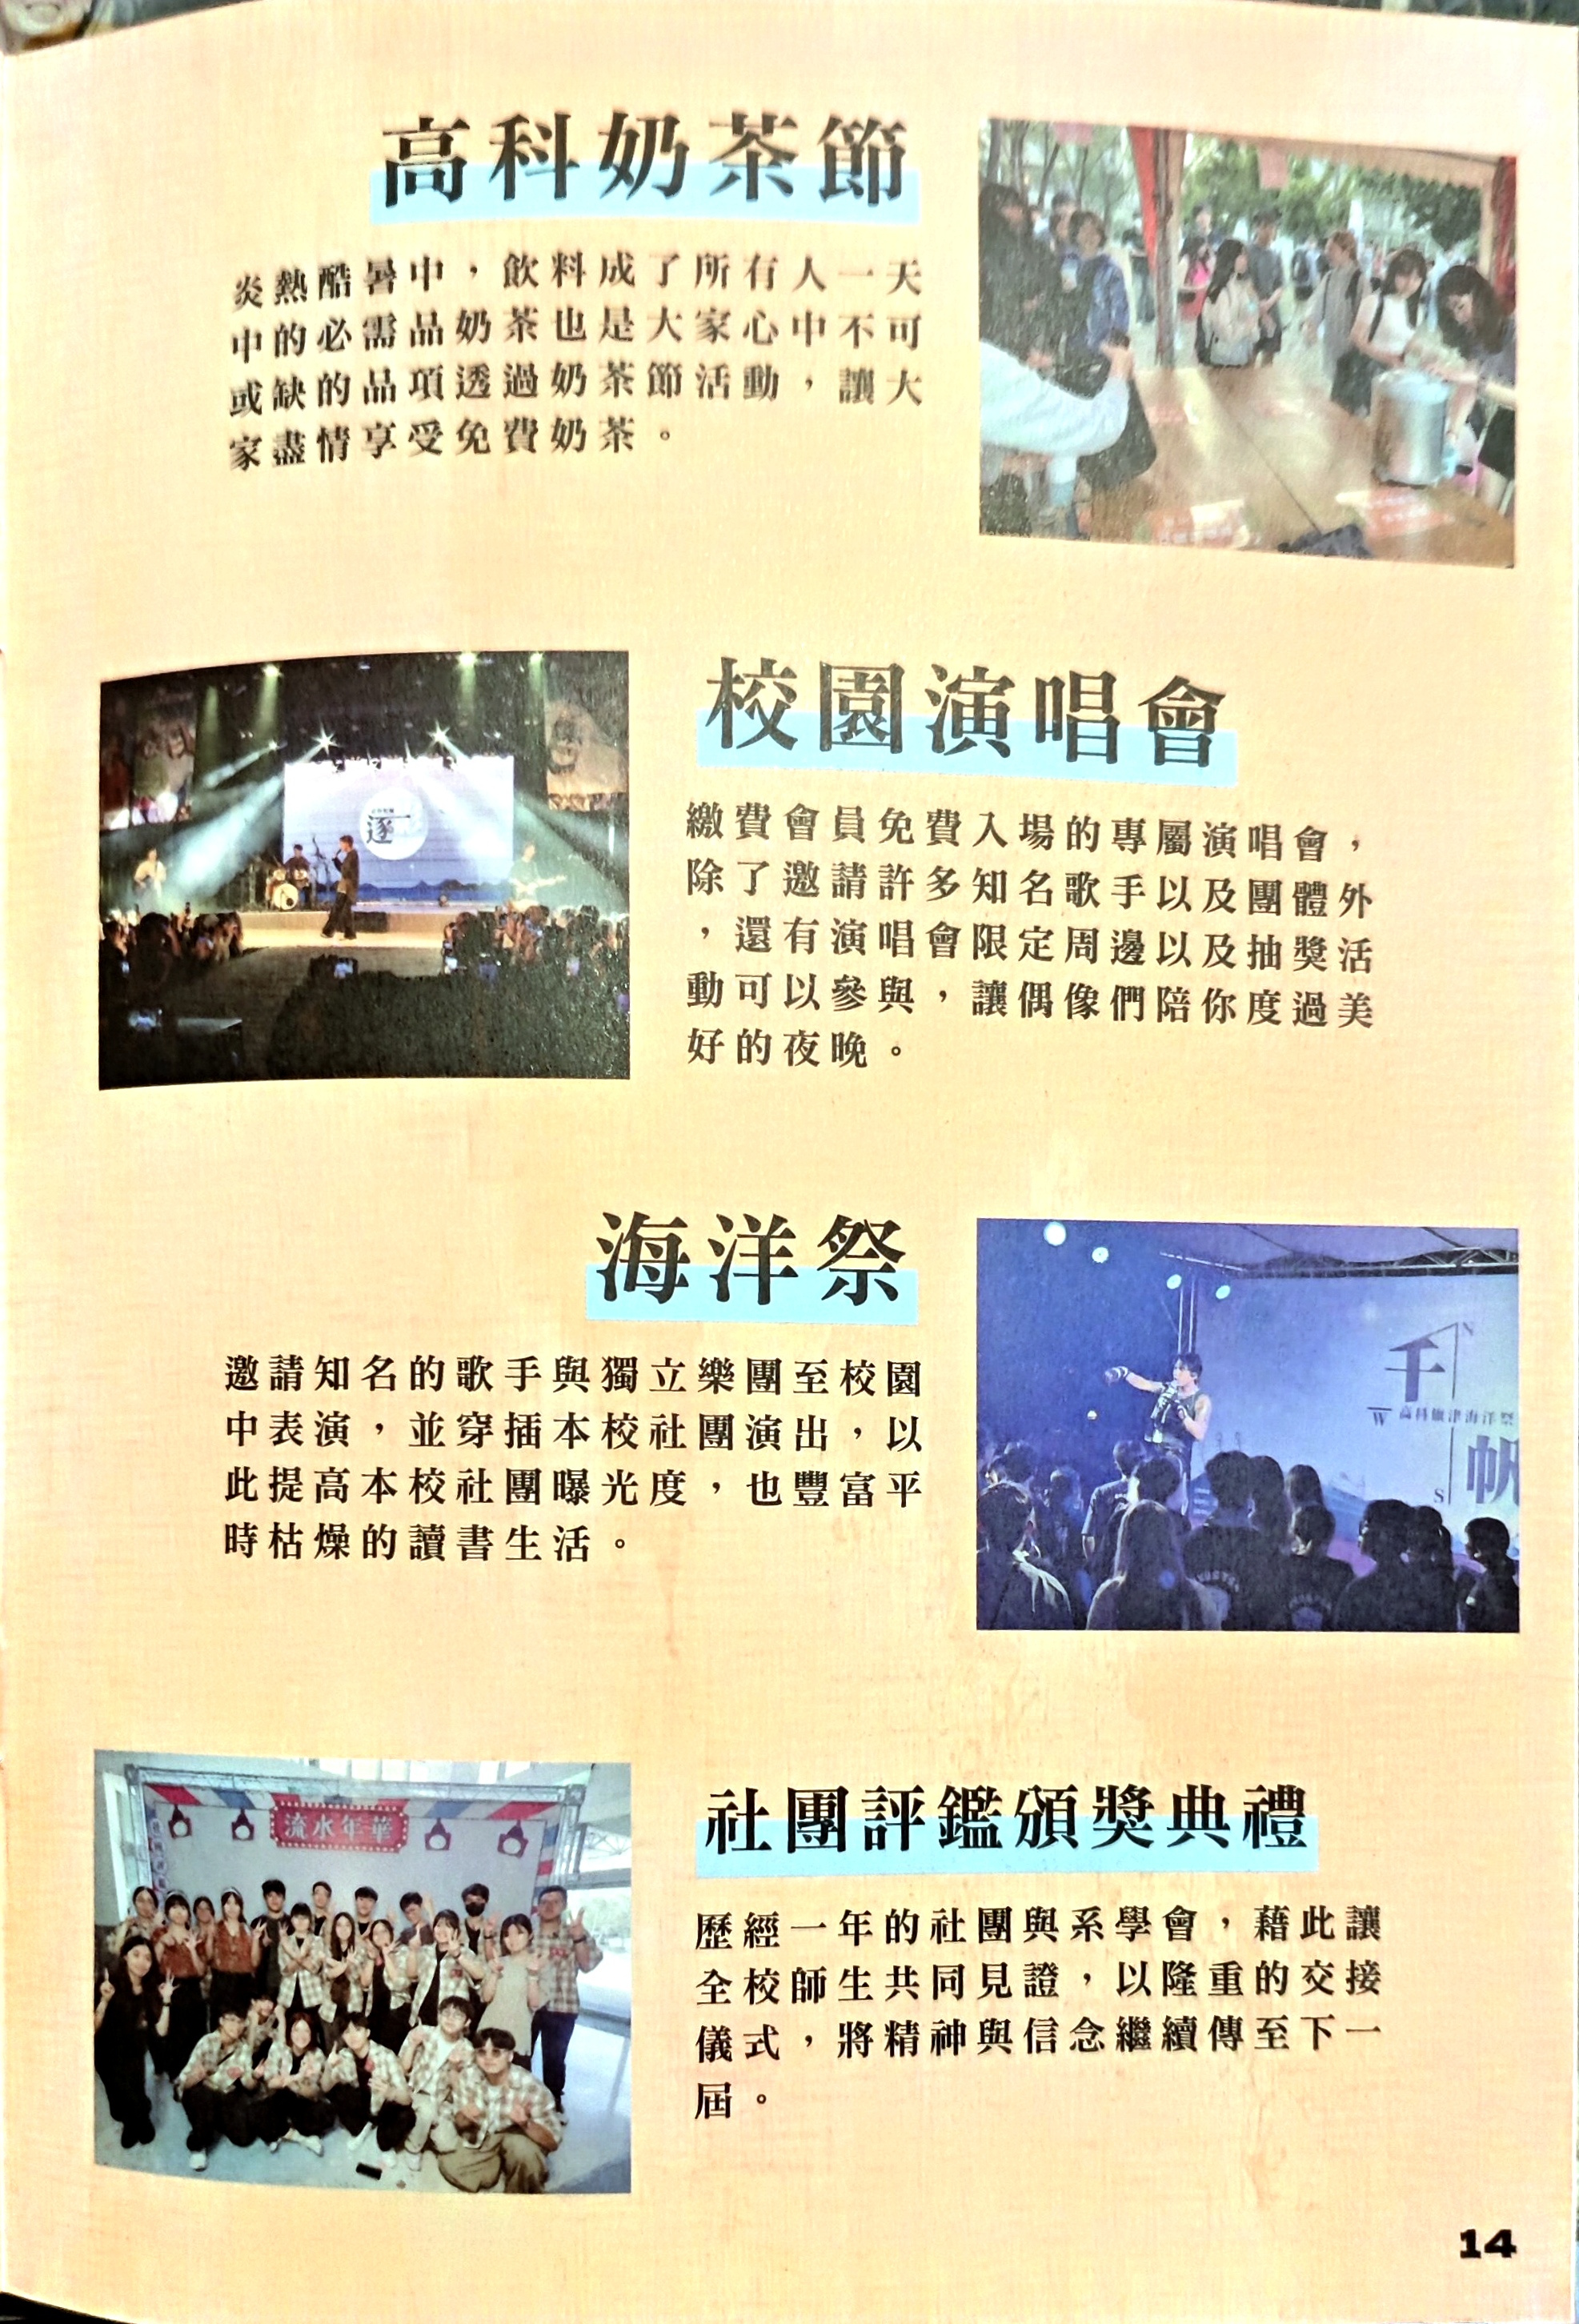 高科奶茶節
炎熱酷暑中，飲料成了所有人一天
中的必需品奶茶也是大家心中不可
或缺的品項透過奶茶節活動，讓大
家盡情享受免費奶茶。
逐一
校園演唱會
繳費會員免費入場的專屬演唱會，
除了邀請許多知名歌手以及團體外
，還有演唱會限定周邊以及抽獎活
動可以參與，讓偶像們陪你度過美
好的夜晚。
海洋祭
邀請知名的歌手與獨立樂團至校園
中表演，並穿插本校社團演出，以
此提高本校社團曝光度，也豐富平
時枯燥的讀書生活。
千
N
W
高科旗津海洋祭
帆
S
流水年華
社團評鑑頒獎典禮
歷經一年的社團與系學會，藉此讓
全校師生共同見證，以隆重的交接
儀式，將精神與信念繼續傳至下一
屆。
14